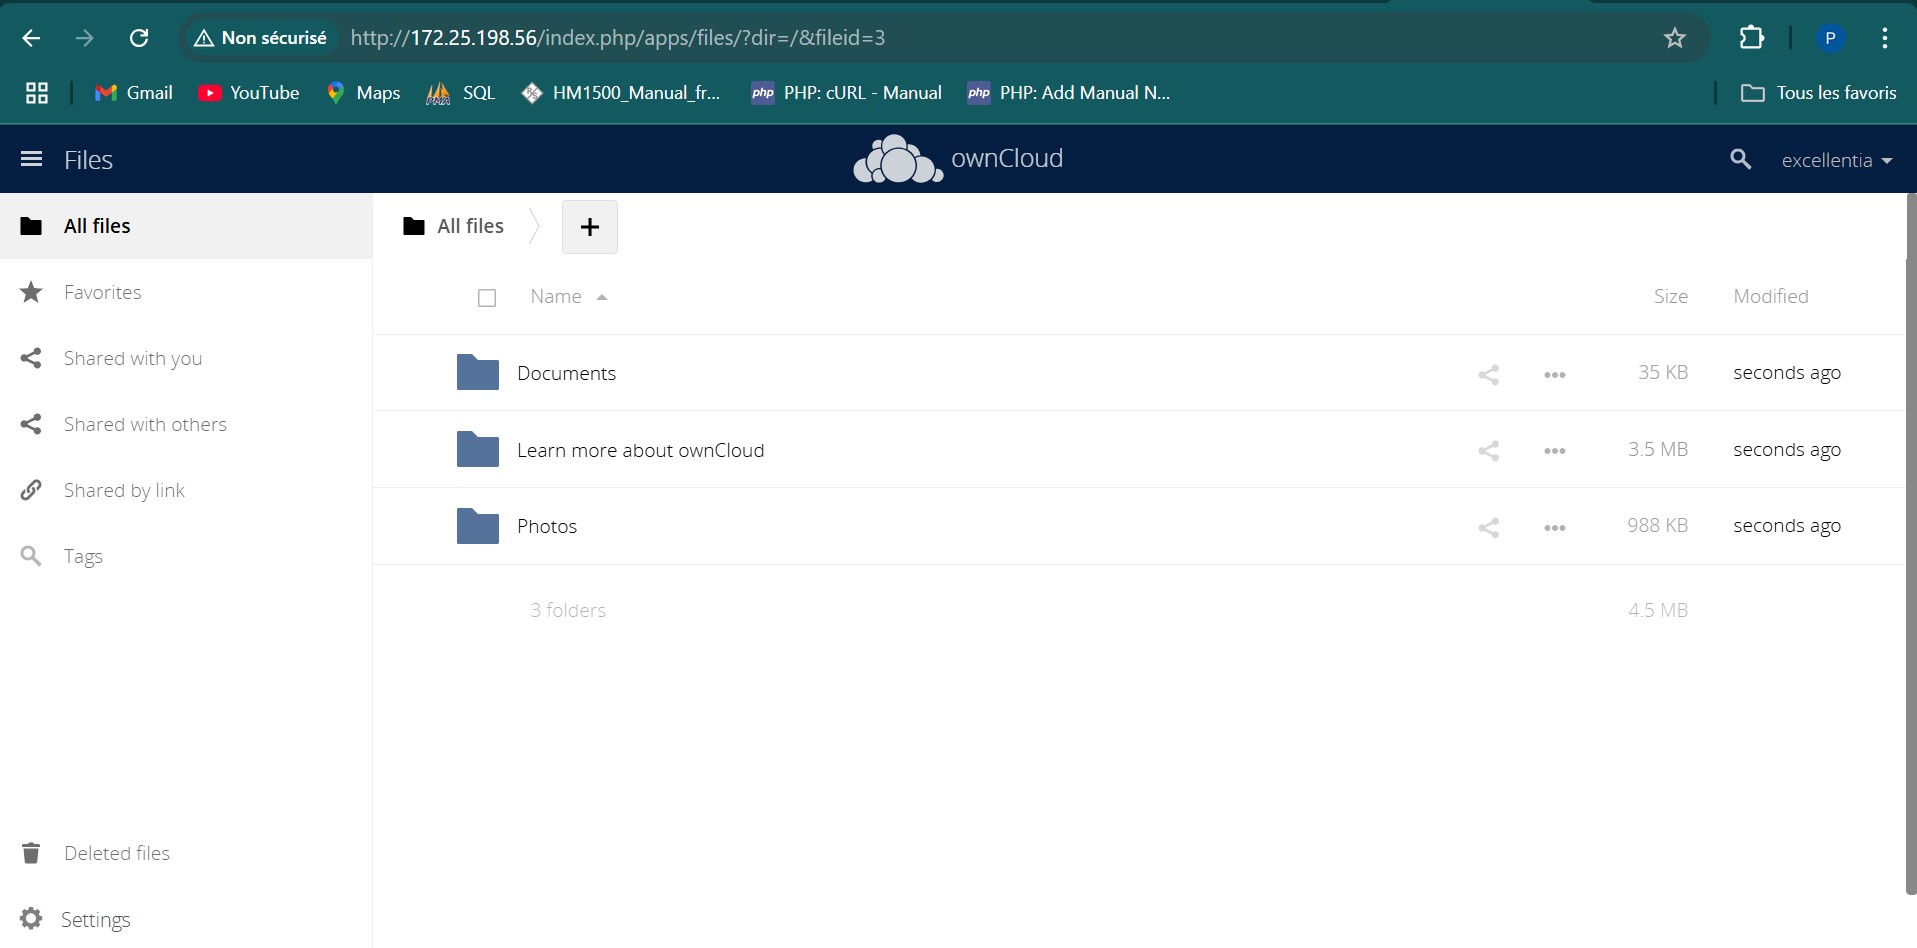 Non sécurisé http://172.25.198.56/index.php/apps/files/?dir=/&fileid=3 P
Gmail YouTube Maps SQL HM1500_Manual_fr... php PHP: cURL - Manual php PHP: Add Manual N... Tous les favoris
Files ownCloud excellentia
All files
Favorites
Shared with you
Shared with others
Shared by link
Tags
Deleted files
Settings
All files +
Name Size Modified
Documents 35 KB seconds ago
Learn more about ownCloud 3.5 MB seconds ago
Photos 988 KB seconds ago
3 folders 4.5 MB